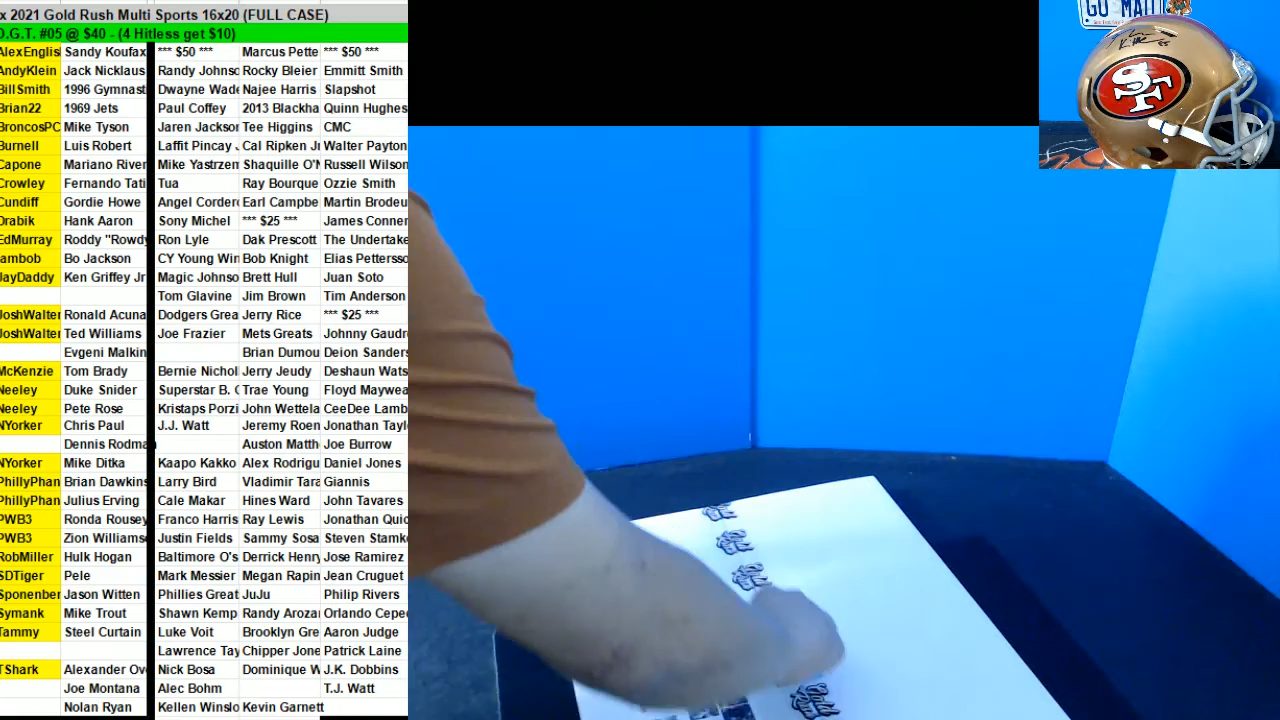 x 2021 Gold Rush Multi Sports 16x20 (FULL CASE)
D.G.T. #05 @ $40 - (4 Hitless get $10)
AlexEnglis Sandy Koufax *** $50 *** Marcus Pette *** $50 ***
AndyKlein Jack Nicklaus Randy Johnso Rocky Bleier Emmitt Smith
BillSmith 1996 Gymnast Dwayne Wade Najee Harris Slapshot
Brian22 1969 Jets Paul Coffey 2013 Blackha Quinn Hughes
BroncosPC Mike Tyson Jaren Jackson Tee Higgins CMC
Burnell Luis Robert Laffit Pincay J Cal Ripken Jr Walter Payton
Capone Mariano River Mike Yastrzem Shaquille O'N Russell Wilson
Crowley Fernando Tati Tua Ray Bourque Ozzie Smith
Cundiff Gordie Howe Angel Cordero Earl Campbe Martin Brodeu
Drabik Hank Aaron Sony Michel *** $25 *** James Conner
EdMurray Roddy "Rowdy Ron Lyle Dak Prescott The Undertake
ambob Bo Jackson CY Young Win Bob Knight Elias Pettersso
JayDaddy Ken Griffey Jr Magic Johnso Brett Hull Juan Soto
Tom Glavine Jim Brown Tim Anderson
JoshWalter Ronald Acuna Dodgers Grea Jerry Rice *** $25 ***
JoshWalter Ted Williams Joe Frazier Mets Greats Johnny Gaudr
Evgeni Malkin Brian Dumou Deion Sanders
McKenzie Tom Brady Bernie Nichol Jerry Jeudy Deshaun Wats
Neeley Duke Snider Superstar B. G Trae Young Floyd Maywea
Neeley Pete Rose Kristaps Porzi John Wettela CeeDee Lamb
NYorker Chris Paul J.J. Watt Jeremy Roen Jonathan Tayl
Dennis Rodman Auston Matth Joe Burrow
NYorker Mike Ditka Kaapo Kakko Alex Rodrigu Daniel Jones
PhillyPhan Brian Dawkins Larry Bird Vladimir Tara Giannis
PhillyPhan Julius Erving Cale Makar Hines Ward John Tavares
PWB3 Ronda Rousey Franco Harris Ray Lewis Jonathan Quic
PWB3 Zion Williams Justin Fields Sammy Sosa Steven Stamk
RobMiller Hulk Hogan Baltimore O's Derrick Henry Jose Ramirez
SDTiger Pele Mark Messier Megan Rapin Jean Cruguet
Sponenber Jason Witten Phillies Great JuJu Philip Rivers
Symank Mike Trout Shawn Kemp Randy Aroza Orlando Cepe
Tammy Steel Curtain Luke Voit Brooklyn Gre Aaron Judge
Lawrence Tay Chipper Jone Patrick Laine
TShark Alexander Ov Nick Bosa Dominique W J.K. Dobbins
Joe Montana Alec Bohm T.J. Watt
Nolan Ryan Kellen Winslo Kevin Garnett
GO MAIT
SF